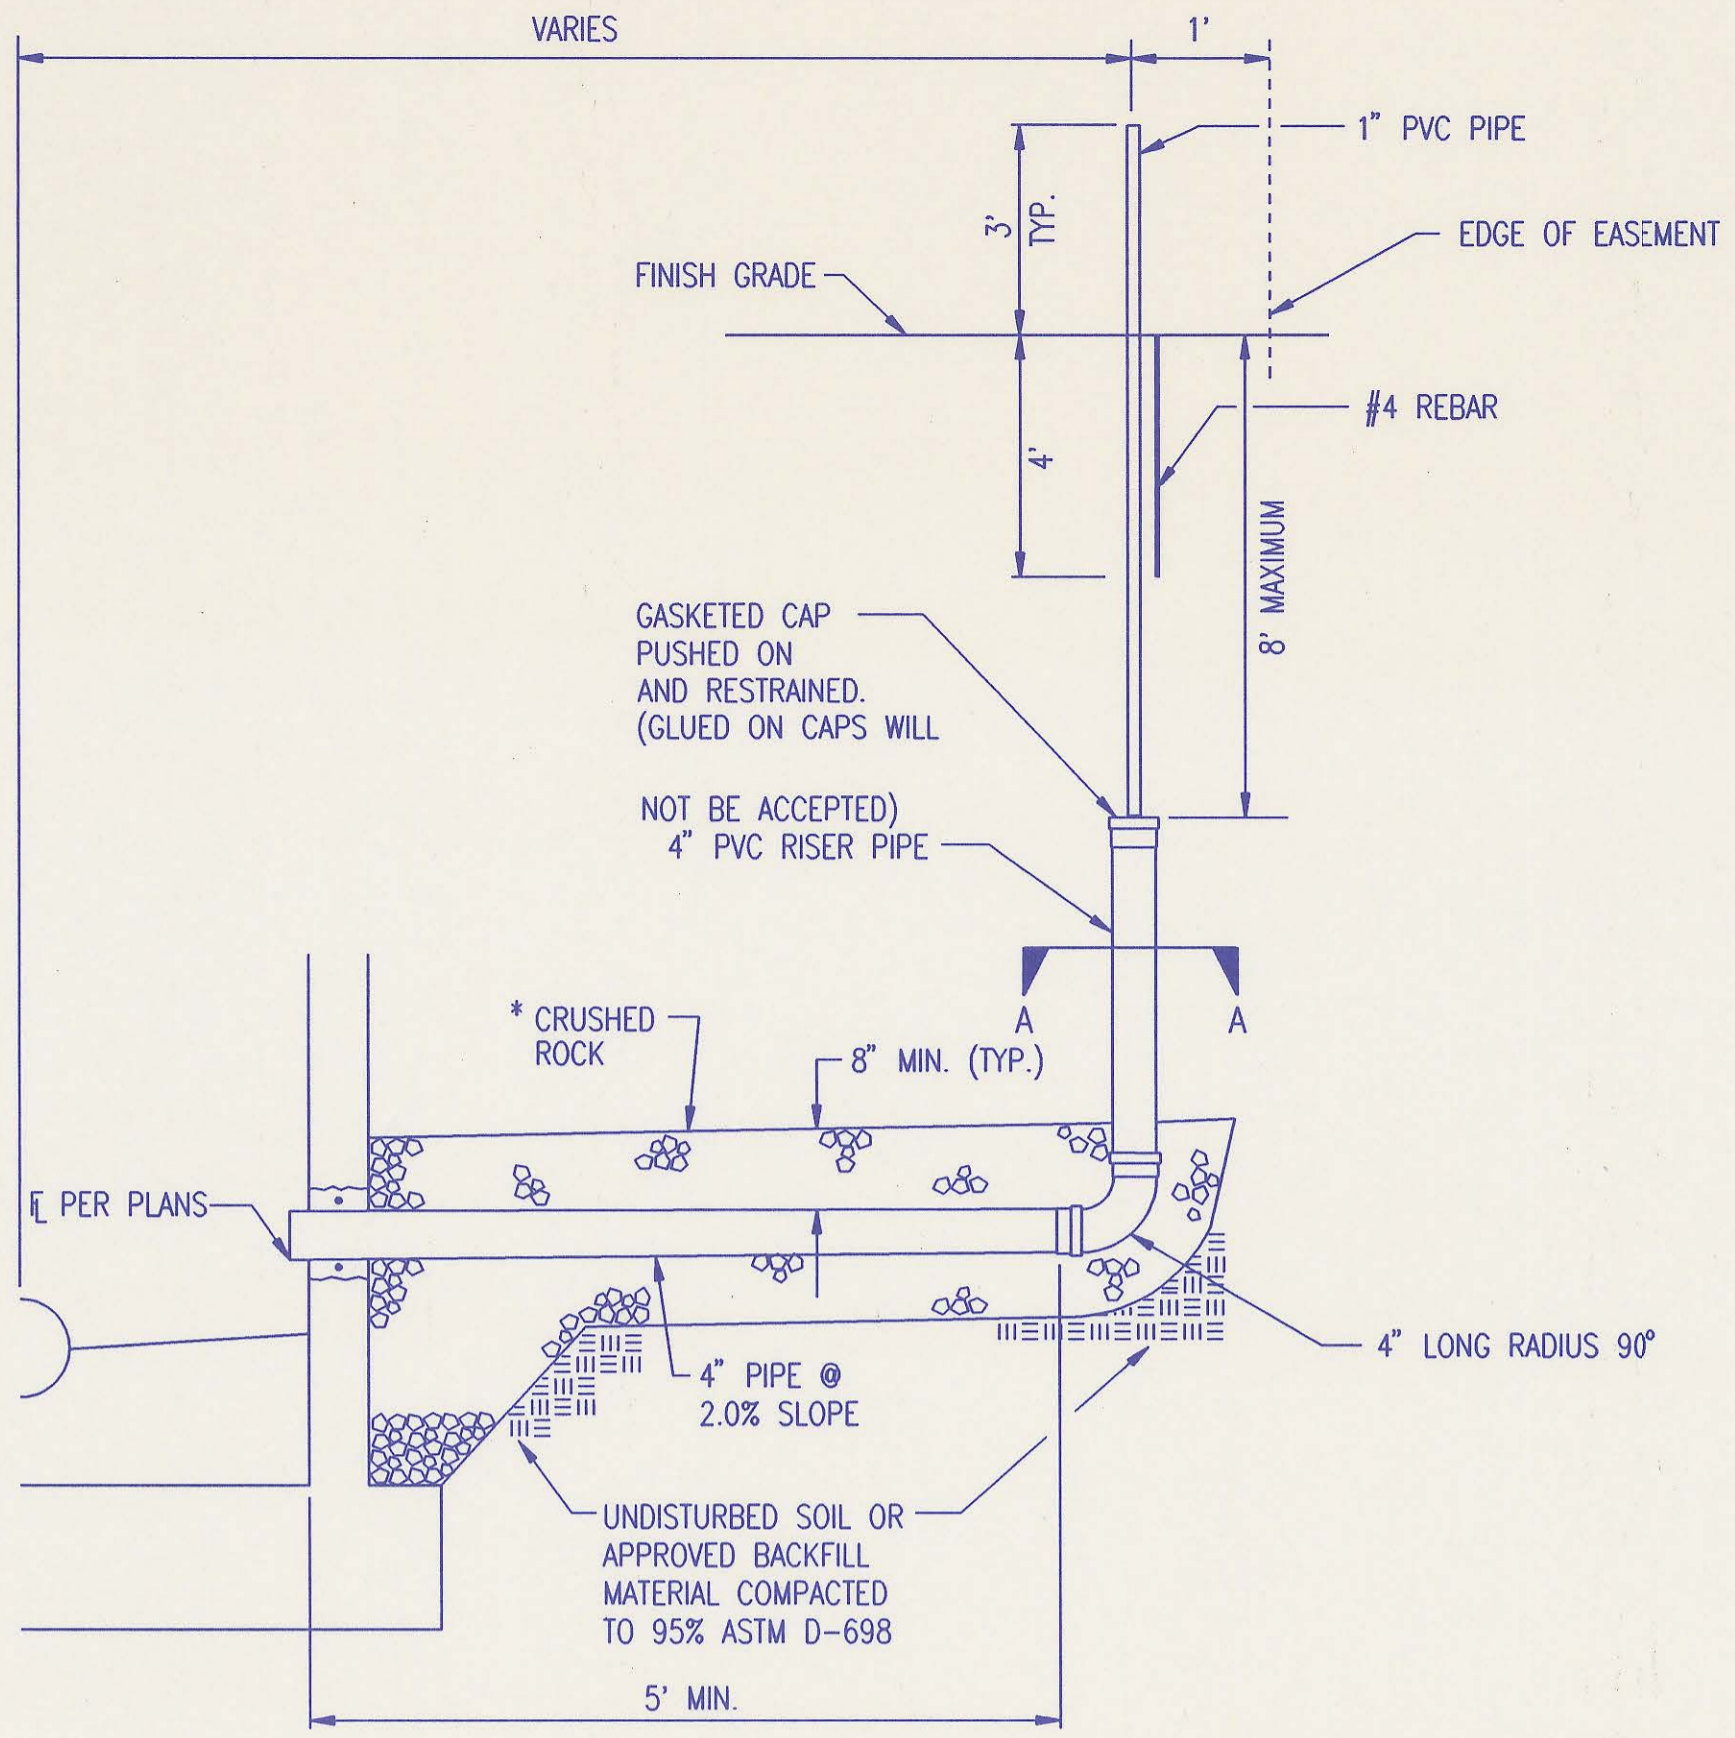 VARIES
1'
1" PVC PIPE
3'
TYP.
EDGE OF EASEMENT
FINISH GRADE
#4 REBAR
4'
8' MAXIMUM
GASKETED CAP
PUSHED ON
AND RESTRAINED.
(GLUED ON CAPS WILL
NOT BE ACCEPTED)
4" PVC RISER PIPE
A
A
* CRUSHED
ROCK
8" MIN. (TYP.)
FL PER PLANS
4" LONG RADIUS 90°
4" PIPE @
2.0% SLOPE
UNDISTURBED SOIL OR
APPROVED BACKFILL
MATERIAL COMPACTED
TO 95% ASTM D-698
5' MIN.